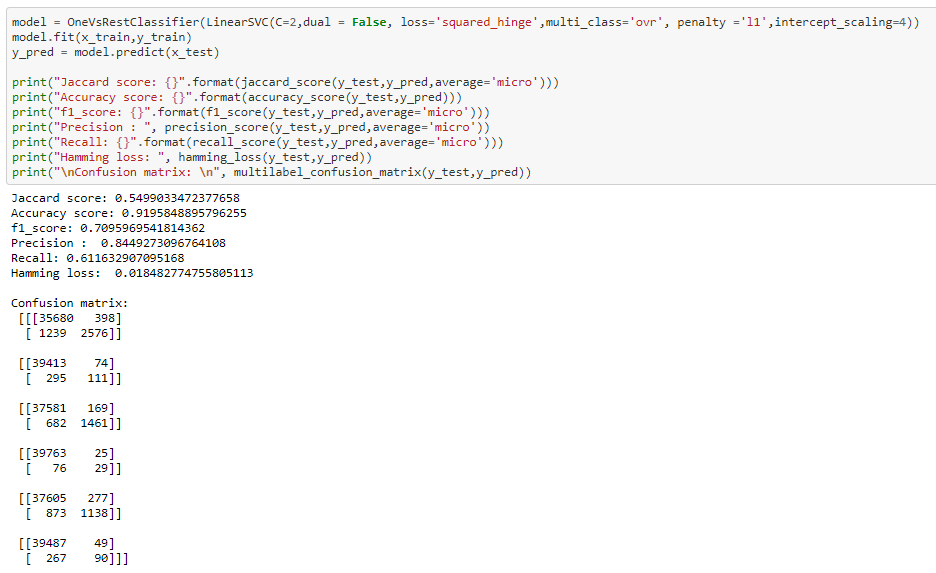 model = OneVsRestClassifier(LinearSVC(C=2,dual = False, loss='squared_hinge',multi_class='ovr', penalty ='l1',intercept_scaling=4))
model.fit(x_train,y_train)
y_pred = model.predict(x_test)
print("Jaccard score: {}".format(jaccard_score(y_test,y_pred,average='micro')))
print("Accuracy score: {}".format(accuracy_score(y_test,y_pred)))
print("f1_score: {}".format(f1_score(y_test,y_pred,average='micro')))
print("Precision : ", precision_score(y_test,y_pred,average='micro'))
print("Recall: {}".format(recall_score(y_test,y_pred,average='micro')))
print("Hamming loss: ", hamming_loss(y_test,y_pred))
print("\nConfusion matrix: \n", multilabel_confusion_matrix(y_test,y_pred))
Jaccard score: 0.5499033472377658
Accuracy score: 0.9195848895796255
f1_score: 0.7095969541814362
Precision :  0.8449273096764108
Recall: 0.611632907095168
Hamming loss:  0.018482774755805113
Confusion matrix:
[[[35680   398]
[ 1239  2576]]
[[39413    74]
[  295   111]]
[[37581   169]
[  682  1461]]
[[39763    25]
[   76    29]]
[[37605   277]
[  873  1138]]
[[39487    49]
[  267    90]]]